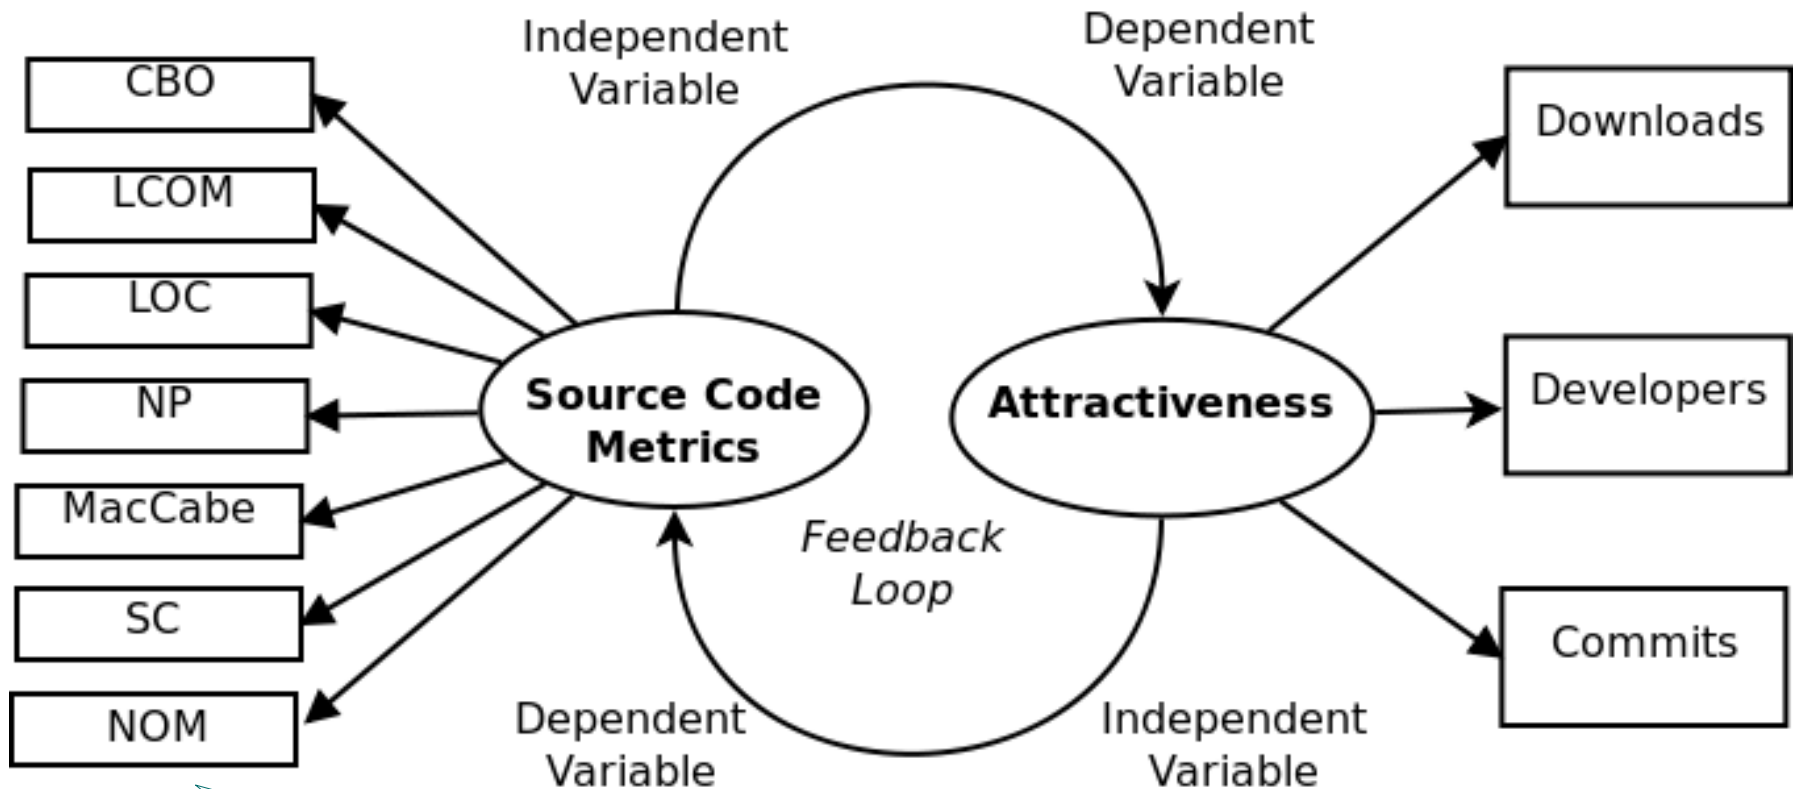 Independent
Variable
Dependent
Variable
CBO
LCOM
LOC
NP
MacCabe
SC
NOM
Source Code
Metrics
Attractiveness
Downloads
Developers
Commits
Feedback
Loop
Dependent
Variable
Independent
Variable